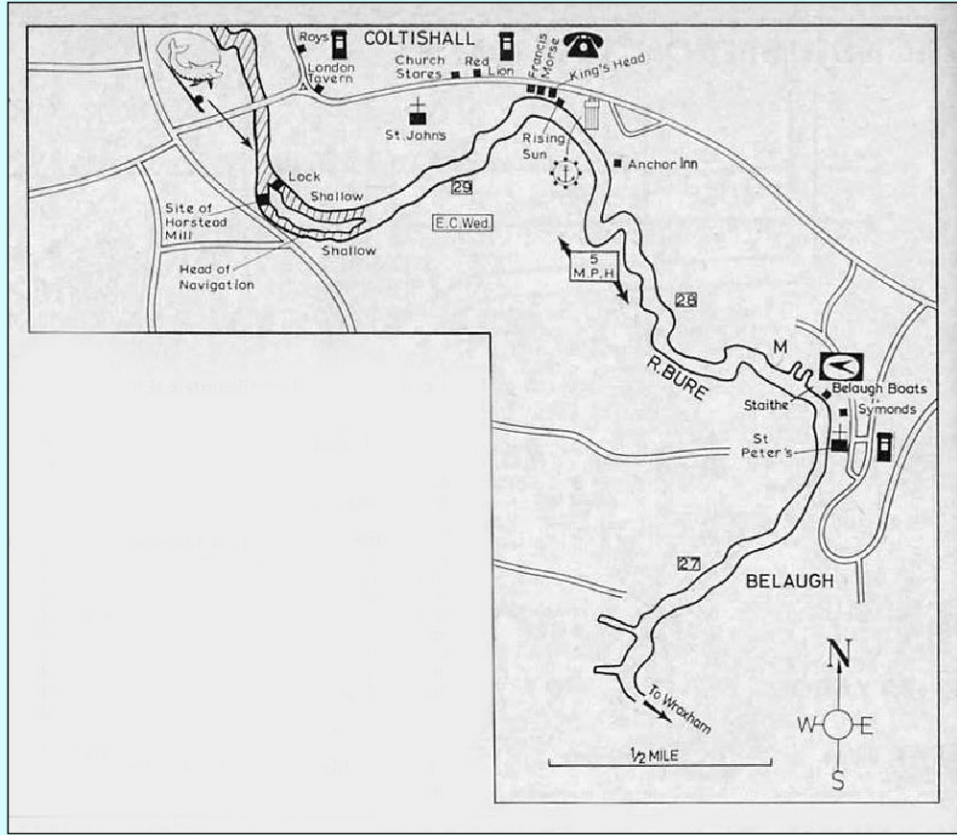 Roys
COLTISHALL
London
Tavern
Church
Stores
Red
Lion
Francis
Morse
King's Head
St. John's
Rising
Sun
Anchor Inn
Lock
Shallow
29
Site of
Horstead
Mill
E.C. Wed.
Shallow
Head of
Navigation
5
M.P.H
28
R. BURE
M
Belaugh Boats
Staithe
Symonds
St
Peter's
27
BELAUGH
N
To Wroxham
W
E
1/2 MILE
S